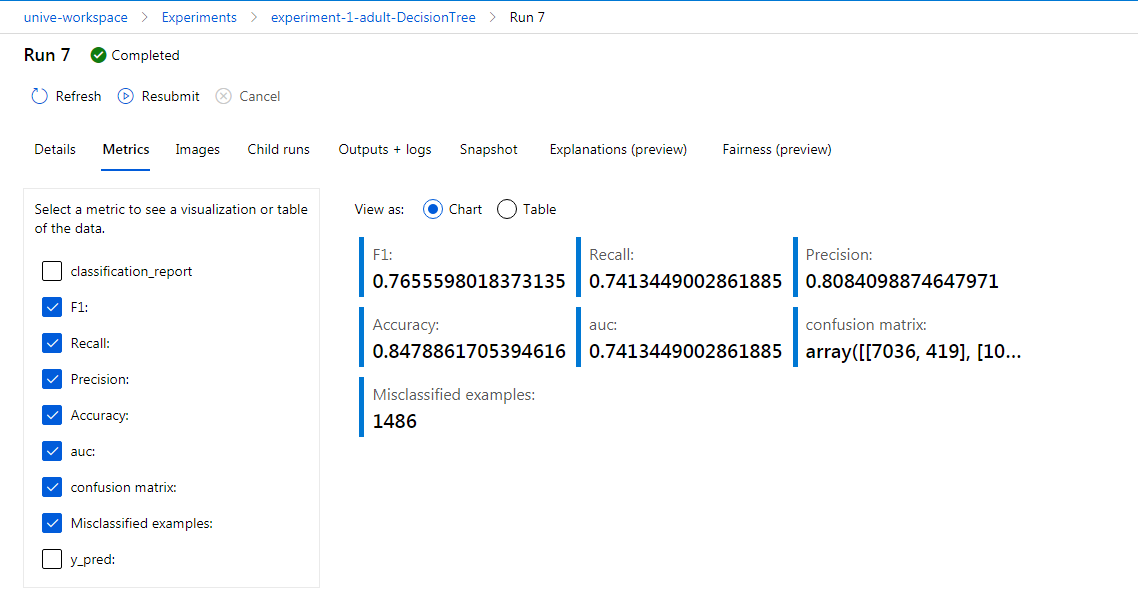 unive-workspace > Experiments > experiment-1-adult-DecisionTree > Run 7
Run 7 Completed
Refresh Resubmit Cancel
Details Metrics Images Child runs Outputs + logs Snapshot Explanations (preview) Fairness (preview)
Select a metric to see a visualization or table
of the data.
classification_report
F1:
Recall:
Precision:
Accuracy:
auc:
confusion matrix:
Misclassified examples:
y_pred:
View as: Chart Table
F1: Recall: Precision:
0.7655598018373135 0.7413449002861885 0.8084098874647971
Accuracy: auc: confusion matrix:
0.8478861705394616 0.7413449002861885 array([[7036, 419], [10...
Misclassified examples:
1486